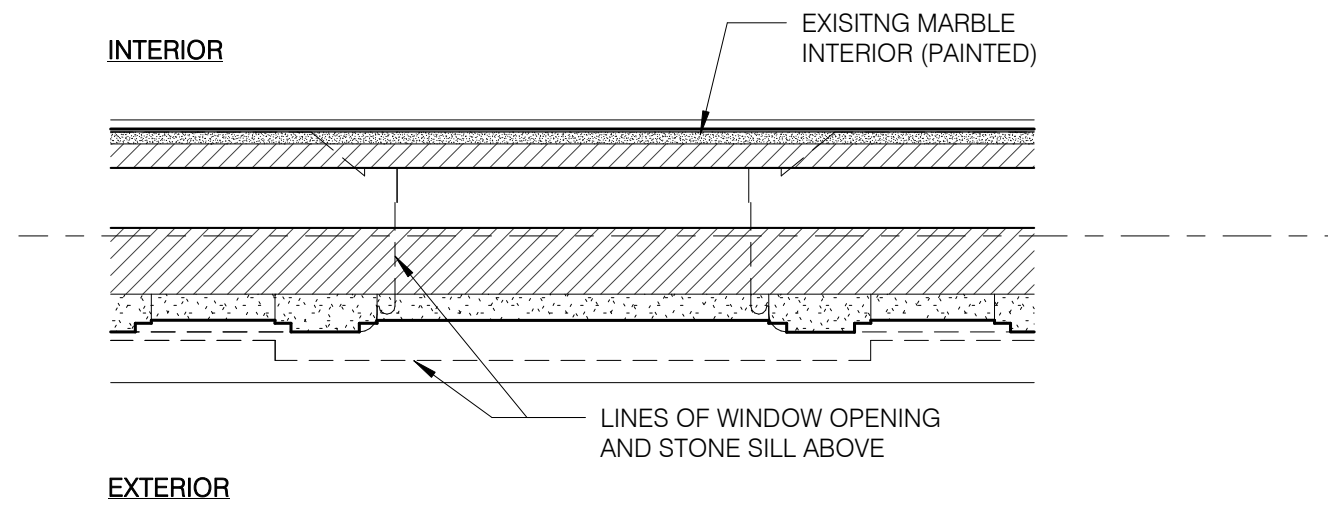 INTERIOR
EXISITNG MARBLE
INTERIOR (PAINTED)
LINES OF WINDOW OPENING
AND STONE SILL ABOVE
EXTERIOR